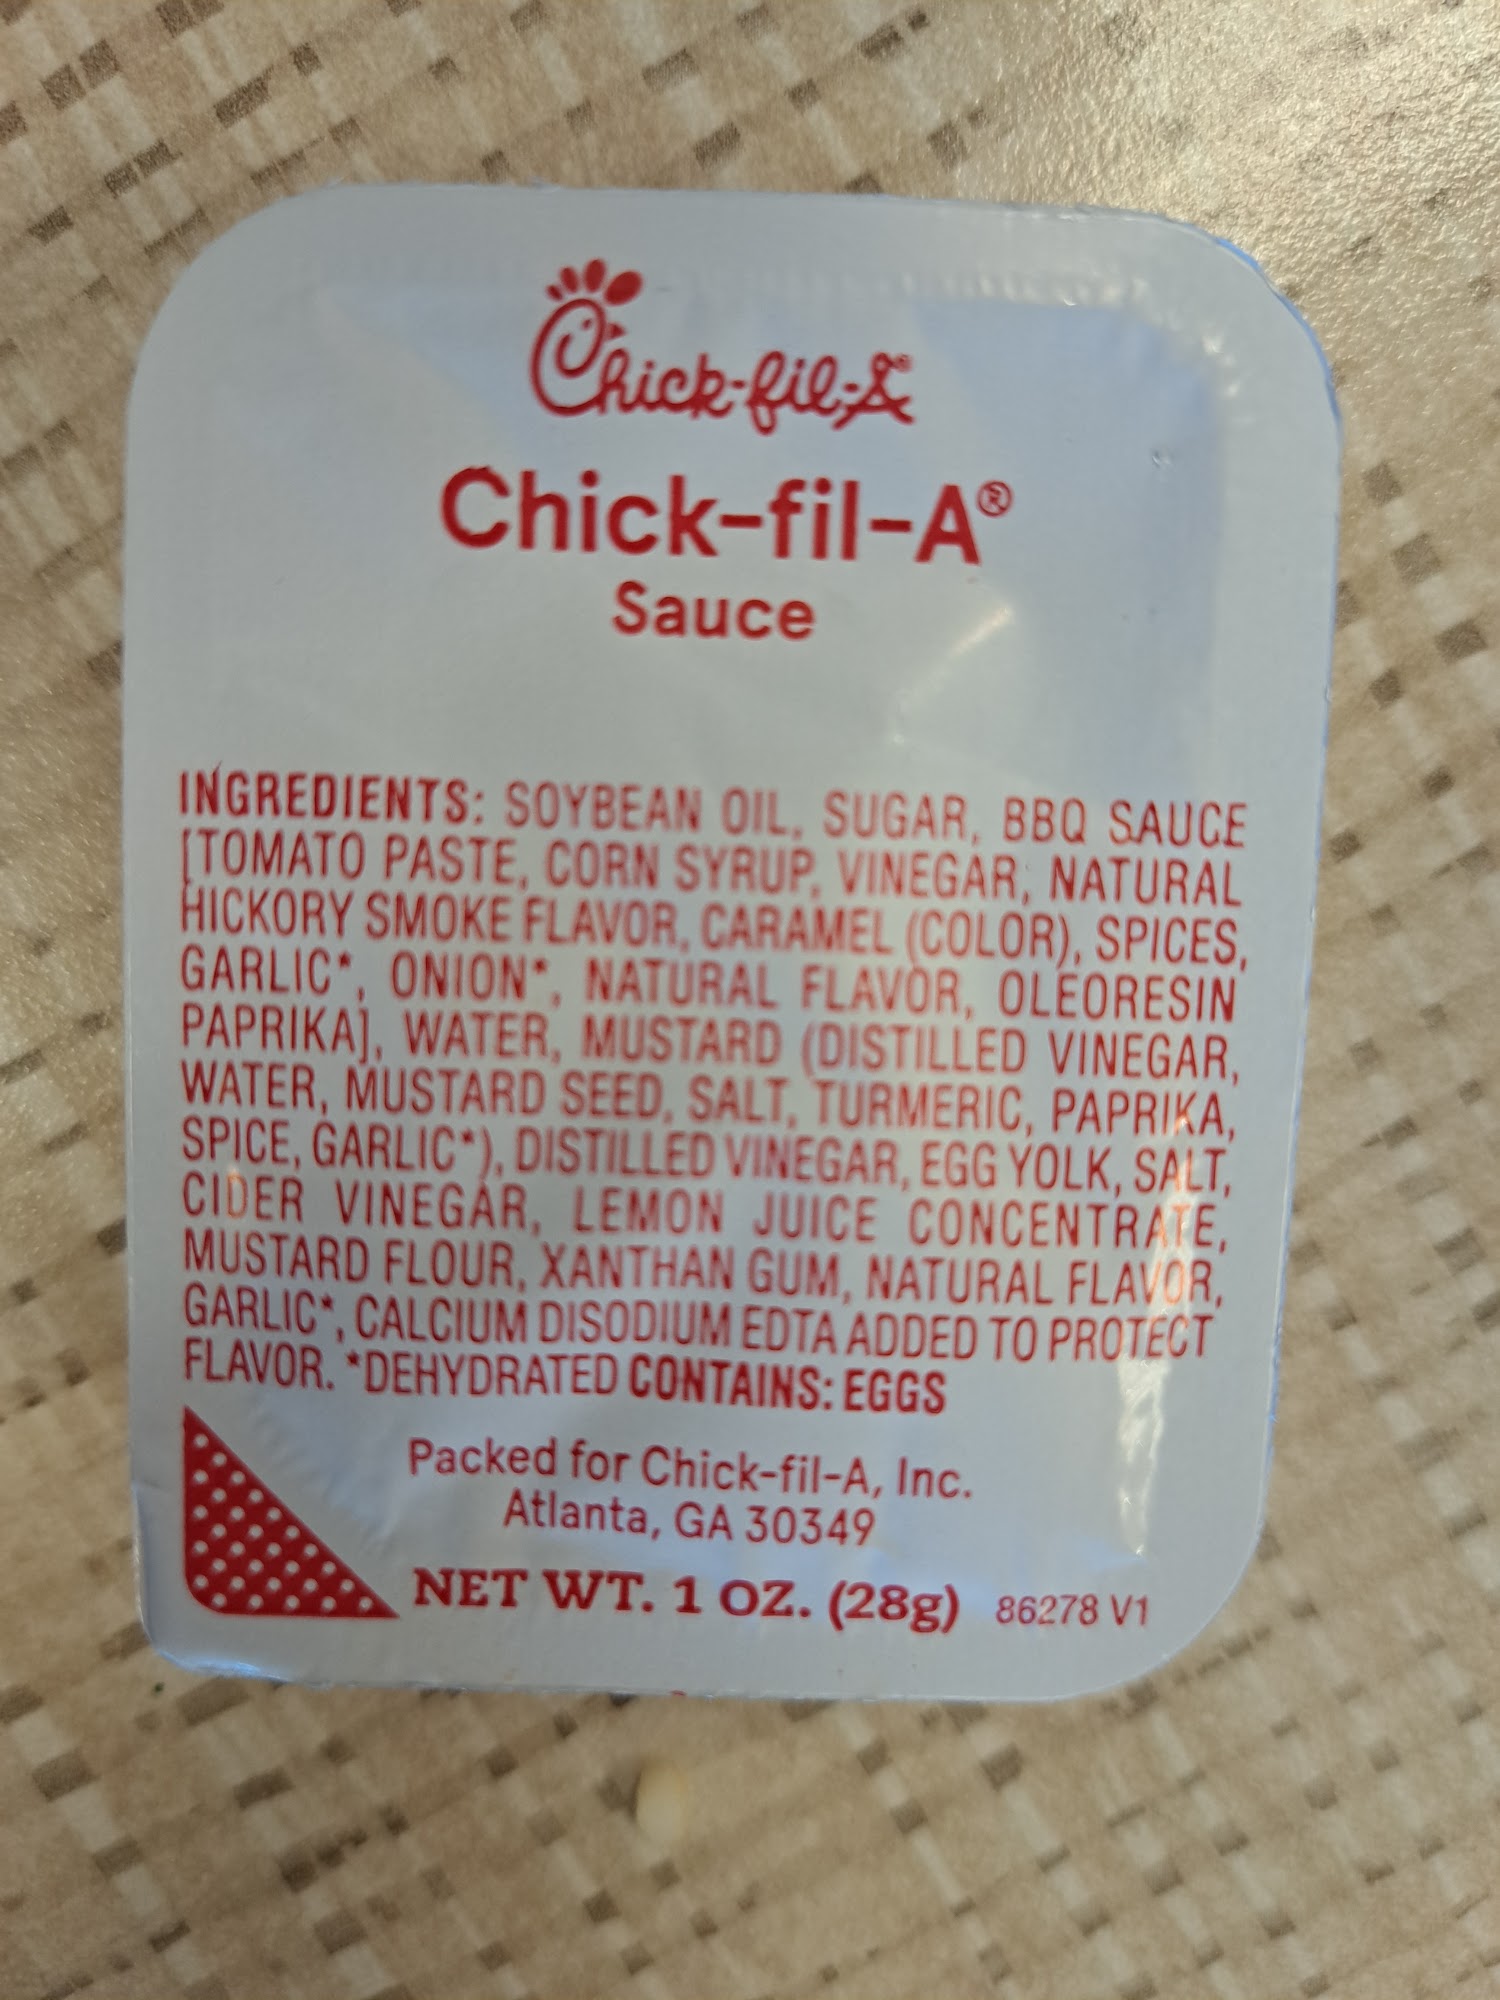 Chick-fil-A®
Chick-fil-A®
Sauce
INGREDIENTS: SOYBEAN OIL, SUGAR, BBQ SAUCE
[TOMATO PASTE, CORN SYRUP, VINEGAR, NATURAL
HICKORY SMOKE FLAVOR, CARAMEL (COLOR), SPICES,
GARLIC*, ONION*, NATURAL FLAVOR, OLEORESIN
PAPRIKA], WATER, MUSTARD (DISTILLED VINEGAR,
WATER, MUSTARD SEED, SALT, TURMERIC, PAPRIKA,
SPICE, GARLIC*), DISTILLED VINEGAR, EGG YOLK, SALT,
CIDER VINEGAR, LEMON JUICE CONCENTRATE,
MUSTARD FLOUR, XANTHAN GUM, NATURAL FLAVOR,
GARLIC*, CALCIUM DISODIUM EDTA ADDED TO PROTECT
FLAVOR. *DEHYDRATED CONTAINS: EGGS
Packed for Chick-fil-A, Inc.
Atlanta, GA 30349
NET WT. 1 OZ. (28g) 86278 V1